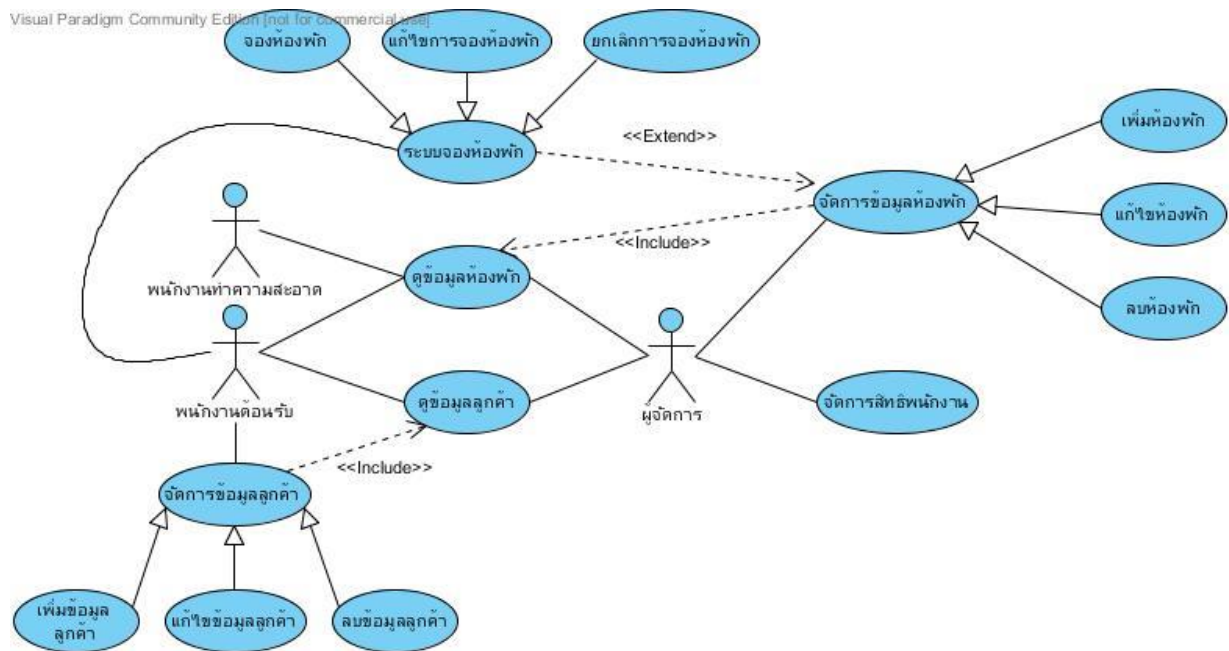 Visual Paradigm Community Edition [not for commercial use]
จองห้องพัก
แก้ไขการจองห้องพัก
ยกเลิกการจองห้องพัก
เพิ่มห้องพัก
<<Extend>>
ระบบจองห้องพัก
จัดการข้อมูลห้องพัก
แก้ไขห้องพัก
<<Include>>
ดูข้อมูลห้องพัก
พนักงานทำความสะอาด
ลบห้องพัก
พนักงานต้อนรับ
ดูข้อมูลลูกค้า
ผู้จัดการ
จัดการสิทธิพนักงาน
<<Include>>
จัดการข้อมูลลูกค้า
เพิ่มข้อมูล
ลูกค้า
แก้ไขข้อมูลลูกค้า
ลบข้อมูลลูกค้า